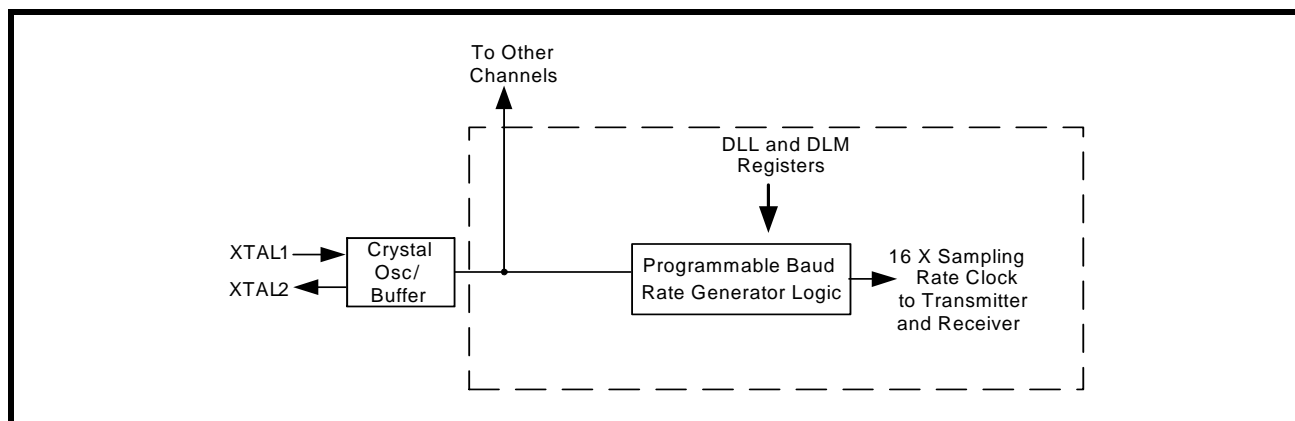 To Other
Channels
DLL and DLM
Registers
XTAL1
XTAL2
Crystal
Osc/
Buffer
Programmable Baud
Rate Generator Logic
16 X Sampling
Rate Clock
to Transmitter
and Receiver